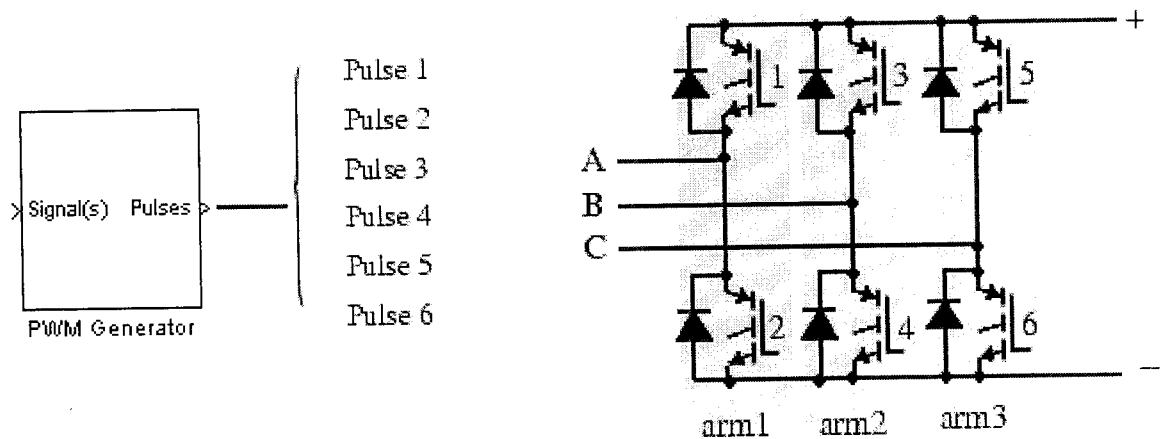 Signal(s) Pulses
PWM Generator
Pulse 1
Pulse 2
Pulse 3
Pulse 4
Pulse 5
Pulse 6
+
1 3 5
A
B
C
2 4 6
−
arm1 arm2 arm3